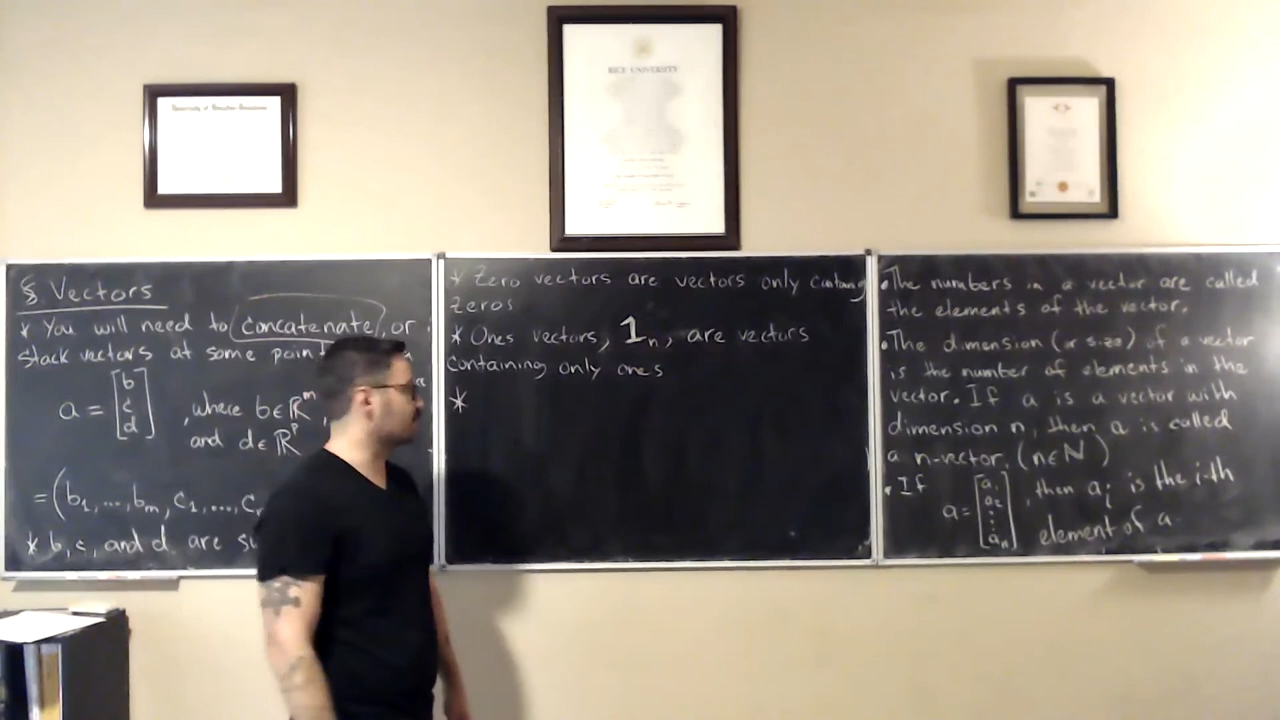 RICE UNIVERSITY
§ Vectors
* You will need to concatenate, or
stack vectors at some point
a = [b c d] , where b∈ℝ^m,
and d∈ℝ^p
= (b₁, ..., bₘ, c₁, ..., c
* b, c, and d are su
* Zero vectors are vectors only containing
zeros
* Ones vectors, 𝟏ₙ, are vectors
containing only ones
*
• The numbers in a vector are called
the elements of the vector.
• The dimension (or size) of a vector
is the number of elements in the
vector. If a is a vector with
dimension n, then a is called
a n-vector. (n∈ℕ)
• If a = [a₁ a₂ ⋮ aₙ] , then aᵢ is the i-th
element of a.